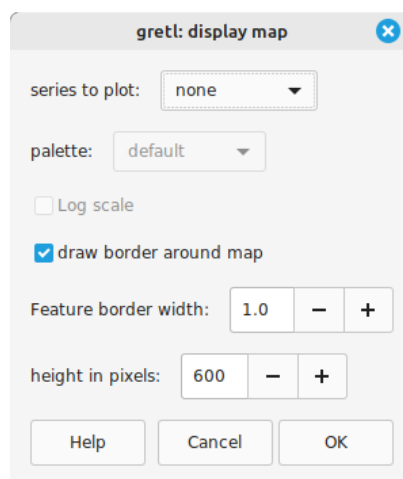 gretl: display map
series to plot: none
palette: default
Log scale
draw border around map
Feature border width: 1.0 − +
height in pixels: 600 − +
Help Cancel OK